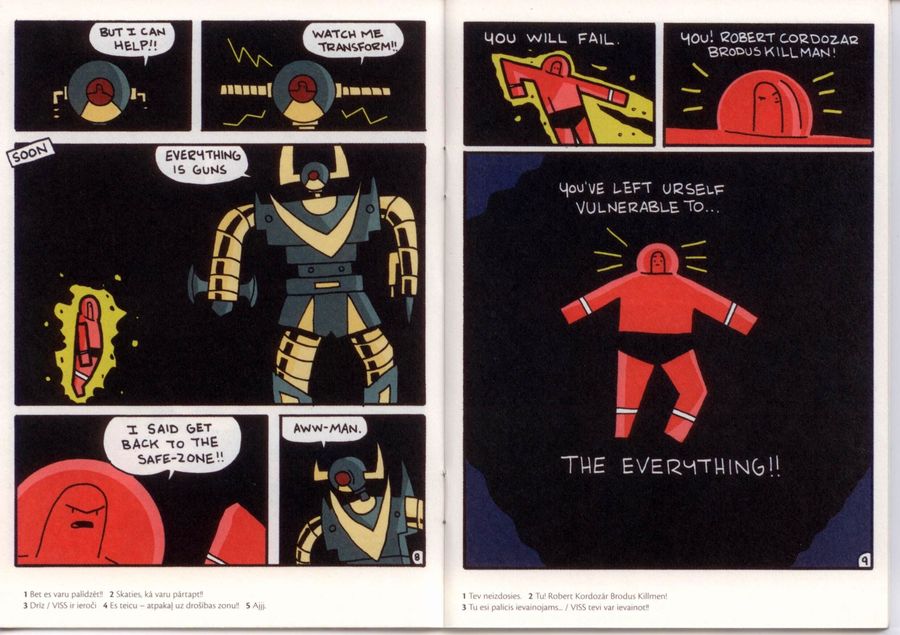 BUT I CAN
HELP!!
WATCH ME
TRANSFORM!!
SOON
EVERYTHING
IS GUNS
I SAID GET
BACK TO THE
SAFE-ZONE!!
AWW-MAN.
8
1 Bet es varu palīdzēt!! 2 Skaties, kā varu pārtapt!!
3 Drīz / VISS ir ieroči 4 Es teicu – atpakaļ uz drošības zonu!! 5 Ajjj.
YOU WILL FAIL.
YOU! ROBERT CORDOZAR
BRODUS KILLMAN!
YOU'VE LEFT URSELF
VULNERABLE TO...
THE EVERYTHING!!
9
1 Tev neizdosies. 2 Tu! Robert Kordozār Brodus Killmen!
3 Tu esi palicis ievainojams... / VISS tevi var ievainot!!